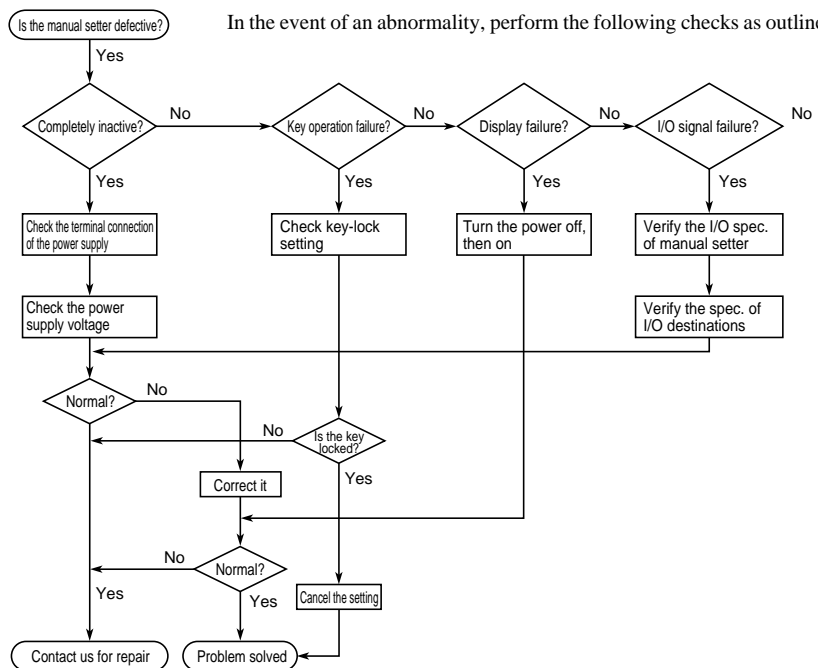 In the event of an abnormality, perform the following checks as outline
Is the manual setter defective?
Yes
Completely inactive?
No
Key operation failure?
No
Display failure?
No
I/O signal failure?
No
Yes
Yes
Yes
Yes
Check the terminal connection
of the power supply
Check key-lock
setting
Turn the power off,
then on
Verify the I/O spec.
of manual setter
Check the power
supply voltage
Verify the spec. of
I/O destinations
Normal?
No
No
Is the key
locked?
Yes
Correct it
No
Normal?
Yes
Yes
Cancel the setting
Contact us for repair
Problem solved